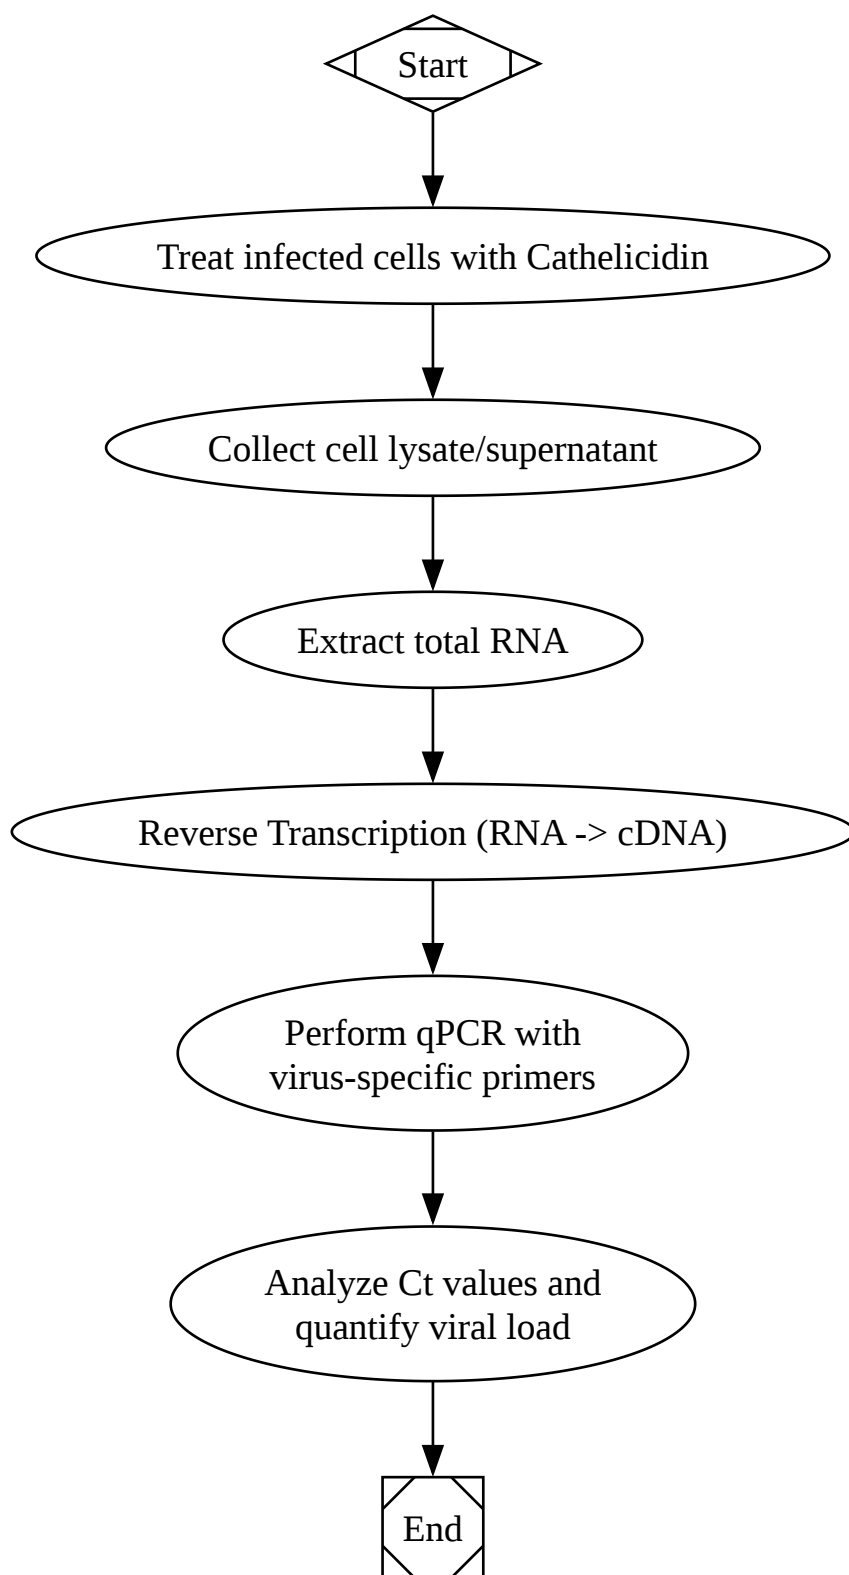 Start
Treat infected cells with Cathelicidin
Collect cell lysate/supernatant
Extract total RNA
Reverse Transcription (RNA -> cDNA)
Perform qPCR with
virus-specific primers
Analyze Ct values and
quantify viral load
End